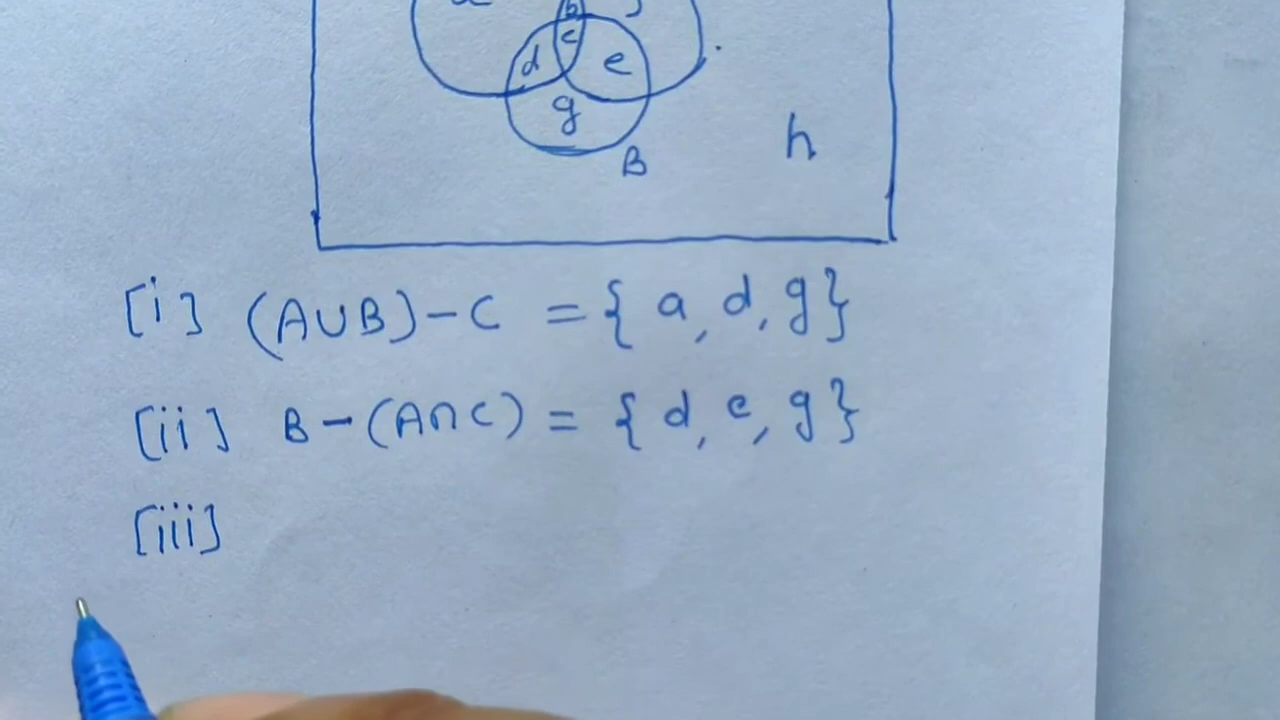 b
c
d e
g
h
B
[i] (A∪B)-C = { a, d, g}
[ii] B-(A∩C) = { d, e, g}
[iii]